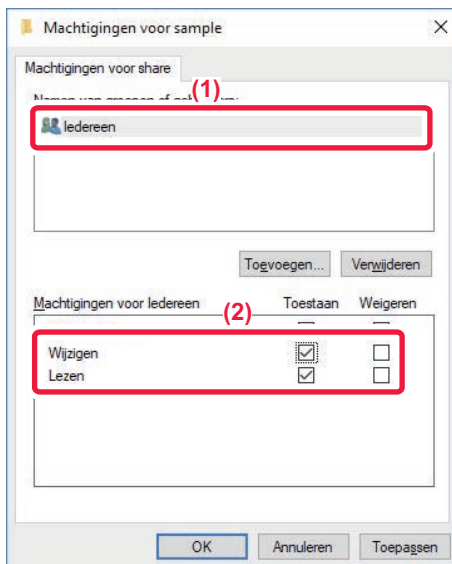 Machtigingen voor sample
Machtigingen voor share
(1)
Iedereen
Toevoegen... Verwijderen
Machtigingen voor Iedereen Toestaan Weigeren
(2)
Wijzigen
Lezen
OK Annuleren Toepassen